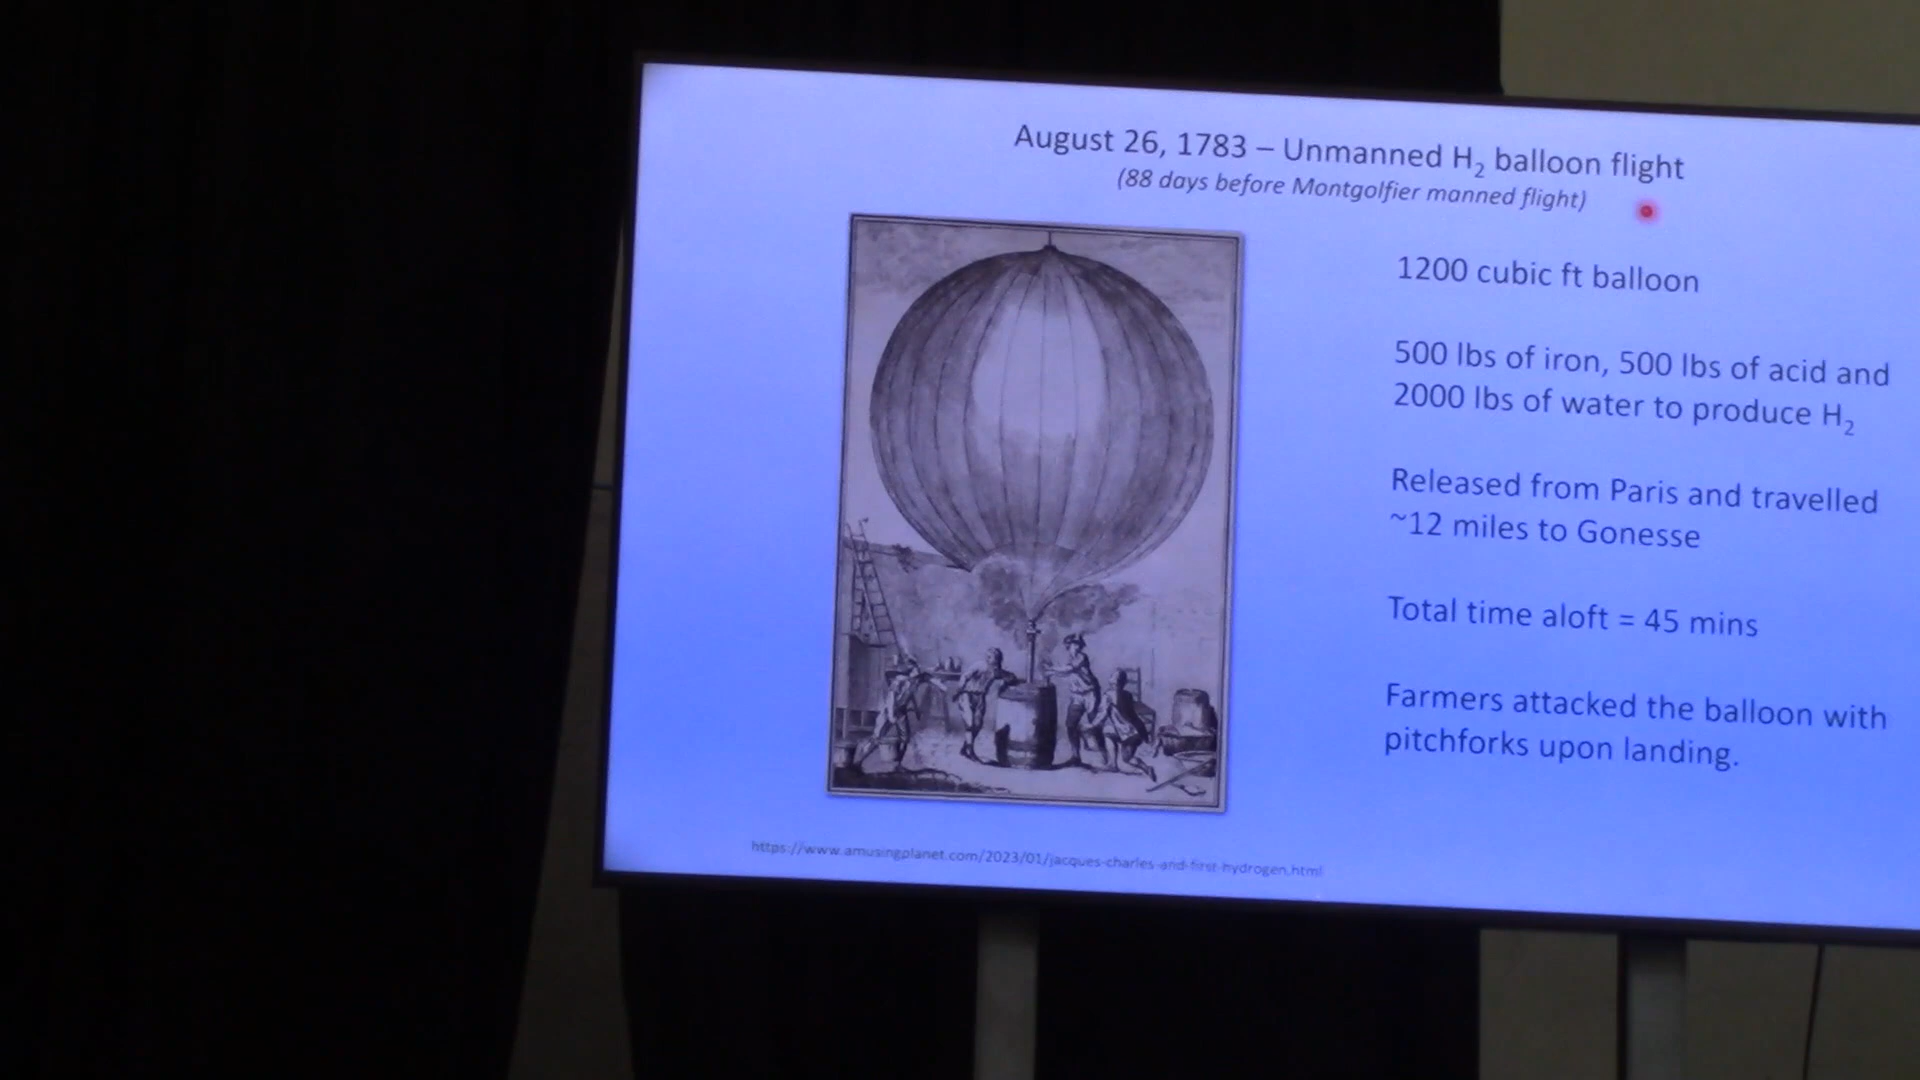 August 26, 1783 – Unmanned H₂ balloon flight
(88 days before Montgolfier manned flight)
1200 cubic ft balloon
500 lbs of iron, 500 lbs of acid and
2000 lbs of water to produce H₂
Released from Paris and travelled
~12 miles to Gonesse
Total time aloft = 45 mins
Farmers attacked the balloon with
pitchforks upon landing.
https://www.amusingplanet.com/2023/01/jacques-charles-and-first-hydrogen.html